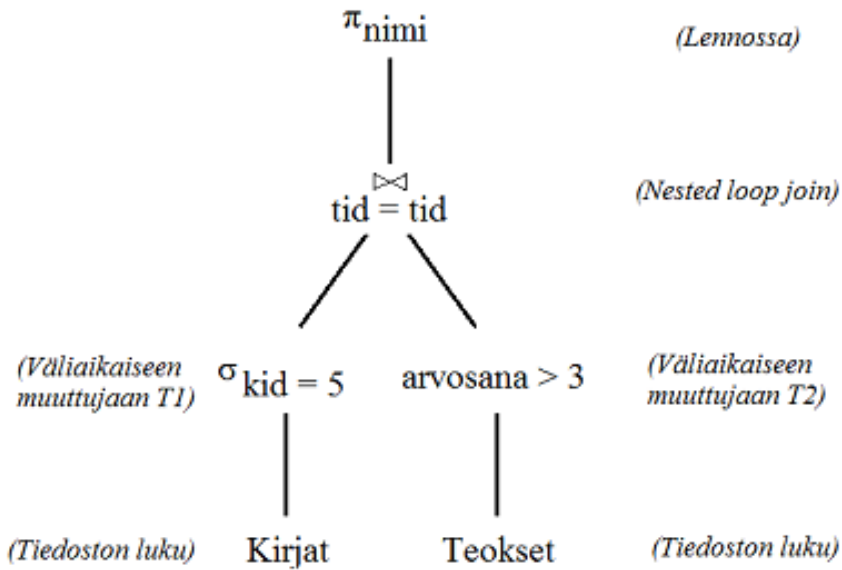 π nimi (Lennossa)
⋈
tid = tid (Nested loop join)
(Väliaikaiseen muuttujaan T1) σ kid = 5 arvosana > 3 (Väliaikaiseen muuttujaan T2)
(Tiedoston luku) Kirjat Teokset (Tiedoston luku)